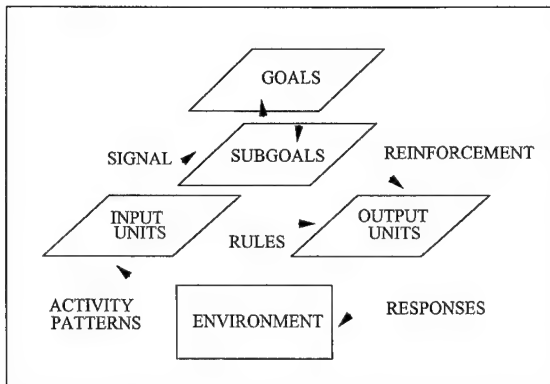 GOALS
SIGNAL
SUBGOALS
REINFORCEMENT
INPUT
UNITS
RULES
OUTPUT
UNITS
ACTIVITY
PATTERNS
ENVIRONMENT
RESPONSES